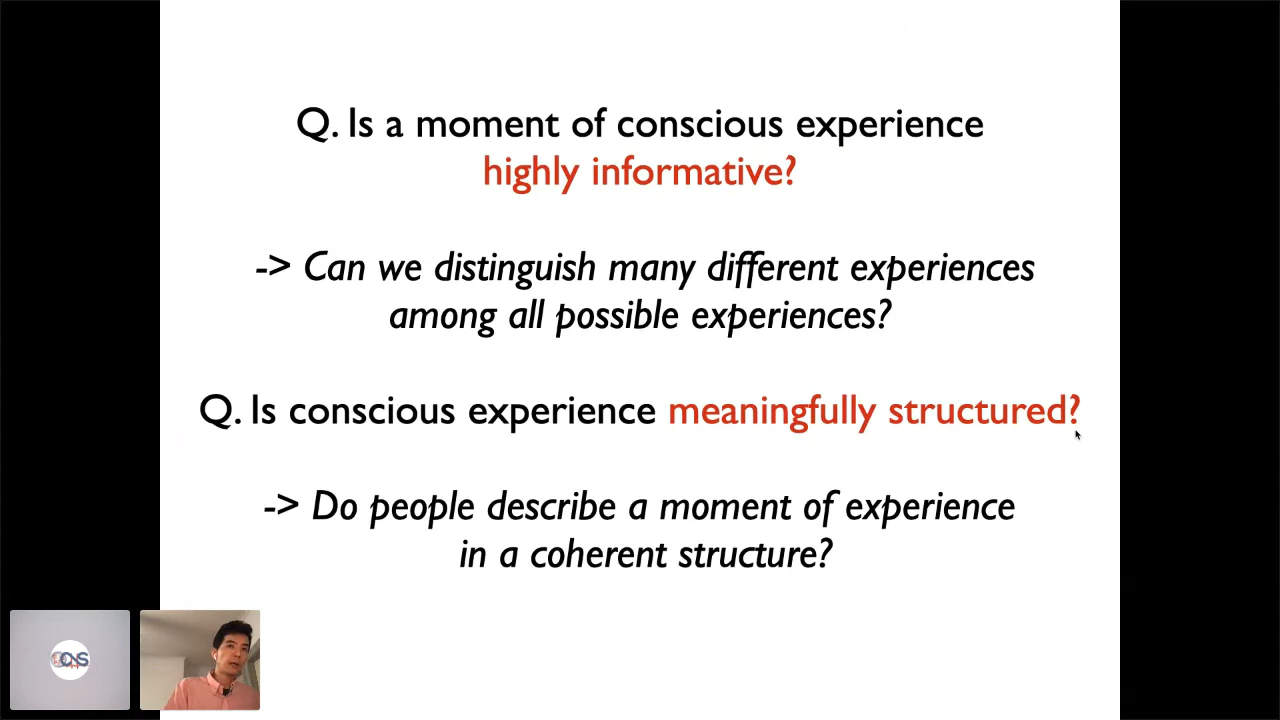 Q. Is a moment of conscious experience
highly informative?
-> Can we distinguish many different experiences
among all possible experiences?
Q. Is conscious experience meaningfully structured?
-> Do people describe a moment of experience
in a coherent structure?